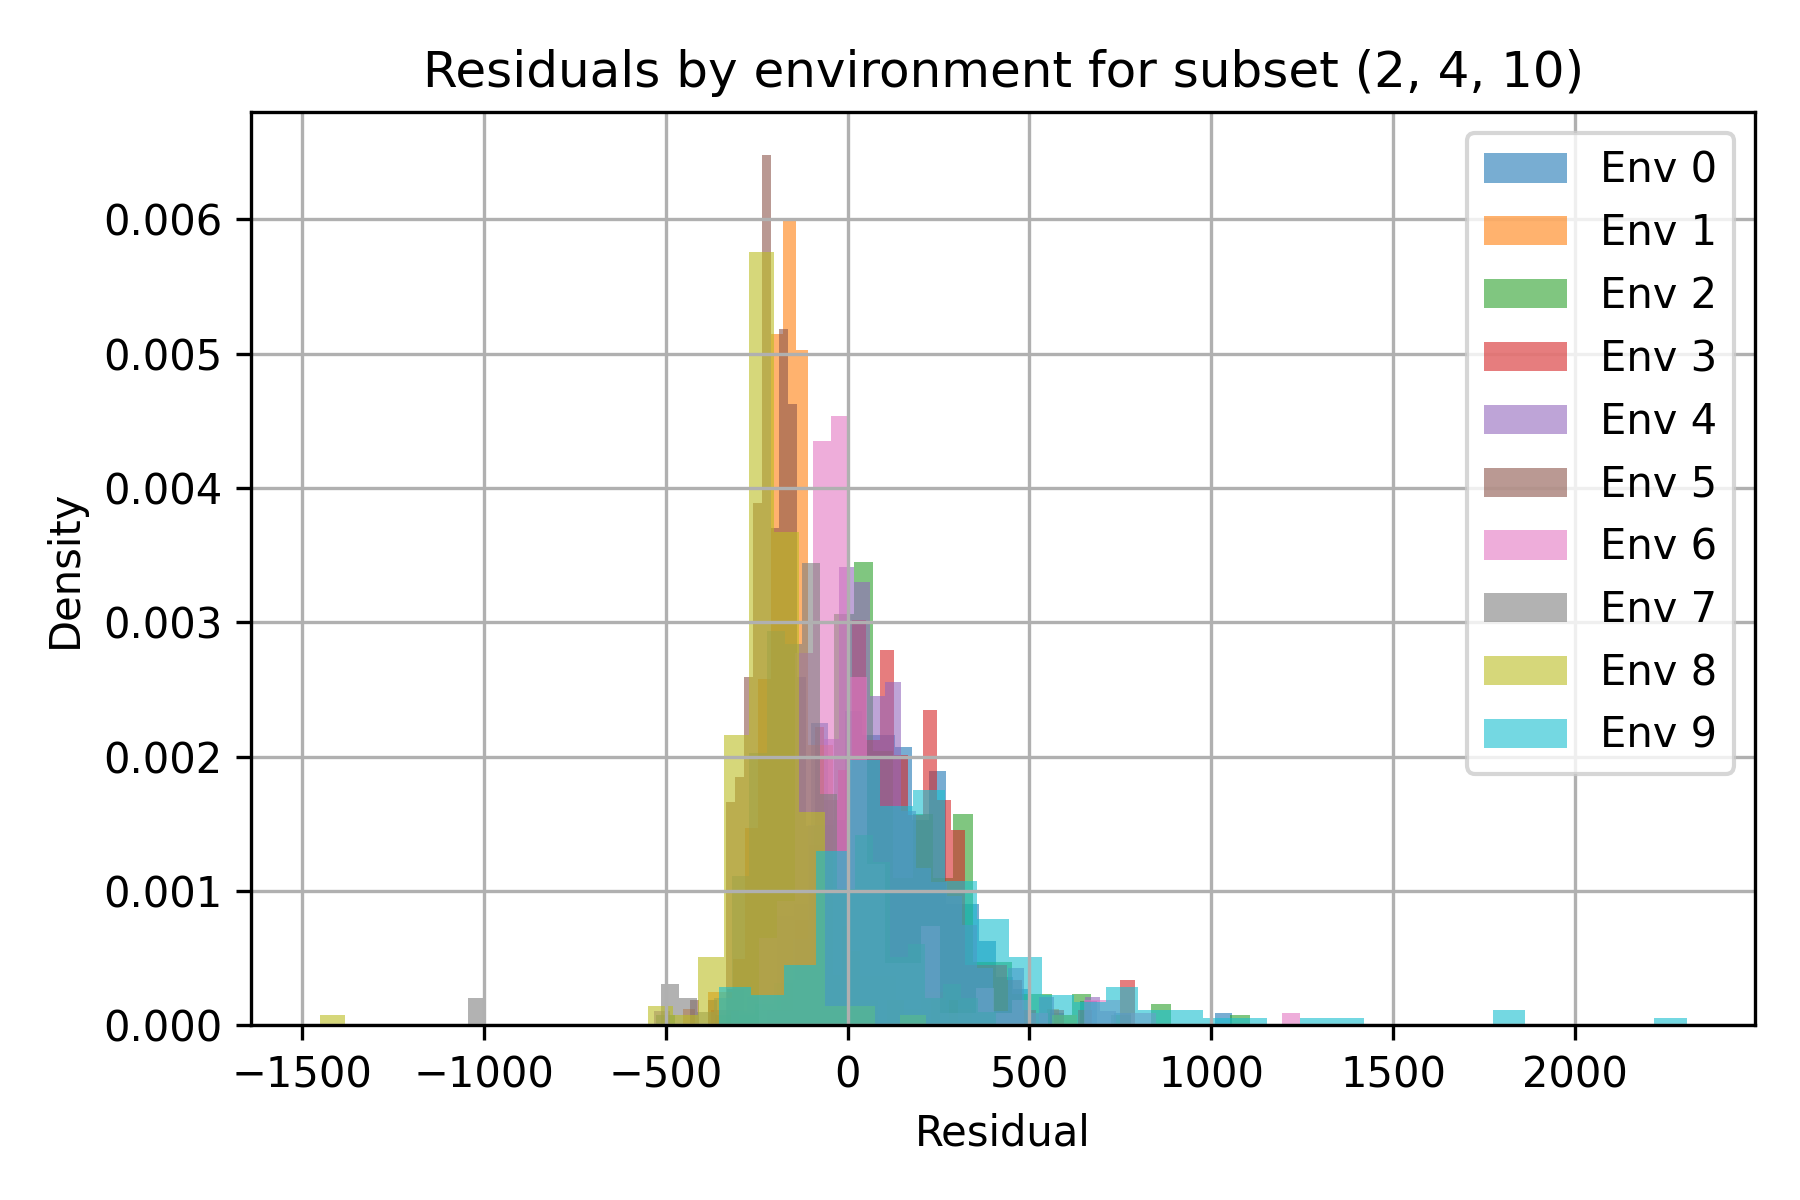 Residuals by environment for subset (2, 4, 10)
Density
0.006
0.005
0.004
0.003
0.002
0.001
0.000
−1500
−1000
−500
0
500
1000
1500
2000
Residual
Env 0
Env 1
Env 2
Env 3
Env 4
Env 5
Env 6
Env 7
Env 8
Env 9